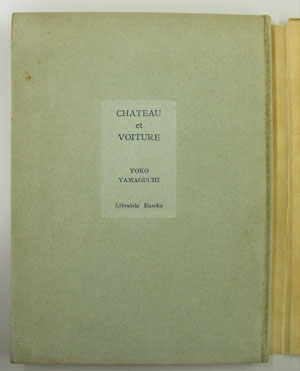 CHATEAU
et
VOITURE
YOKO
YAMAGUCHI
Librairie Eureka